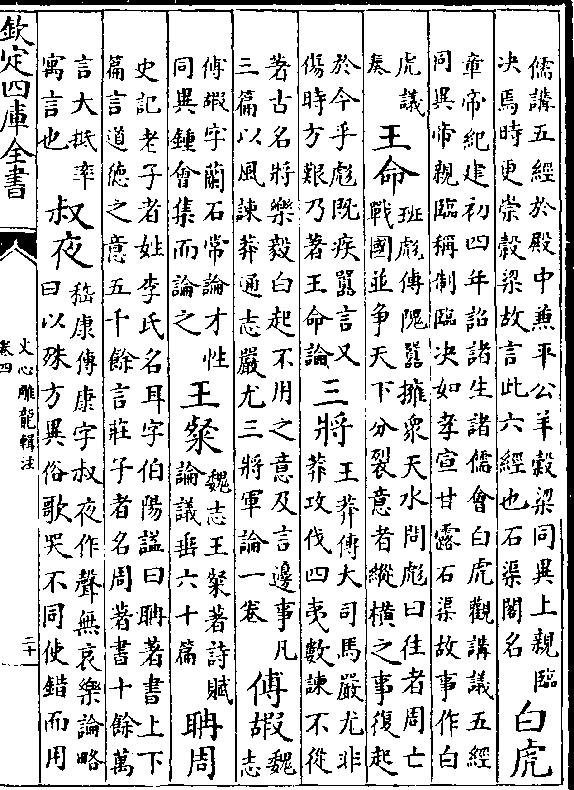 儒講五經於殿中兼平公羊穀梁同異上親臨
决焉時更崇穀梁故言此六經也石渠閣名
白虎
章帝紀建初四年詔諸生諸儒會白虎觀講議五經
同異帝親臨稱制臨决如孝宣甘露石渠故事作白
虎議
奏
王命
班彪傳隗囂擁衆天水問彪曰往者周亡
戰國並争天下分裂意者縱橫之事復起
於今乎彪既疾囂言又
傷時方艱乃著王命論
三將
王莽傳大司馬嚴尤非
莽攻伐四夷數諫不從
著古名將樂毅白起不用之意及言邊事凡
三篇以風諫莽通志嚴尤三將軍論一卷
傅嘏
魏
志
傅嘏字蘭石常論才性
同異鍾會集而論之
王粲
魏志王粲著詩賦
論議垂六十篇
聃周
史記老子者姓李氏名耳字伯陽謚曰聃著書上下
篇言道德之意五千餘言莊子者名周著書十餘萬
言大抵率
寓言也
叔夜
嵇康傳康字叔夜作聲無哀樂論略
曰以殊方異俗歌哭不同使錯而用
欽定四庫全書
文心雕龍輯注
卷四
二十